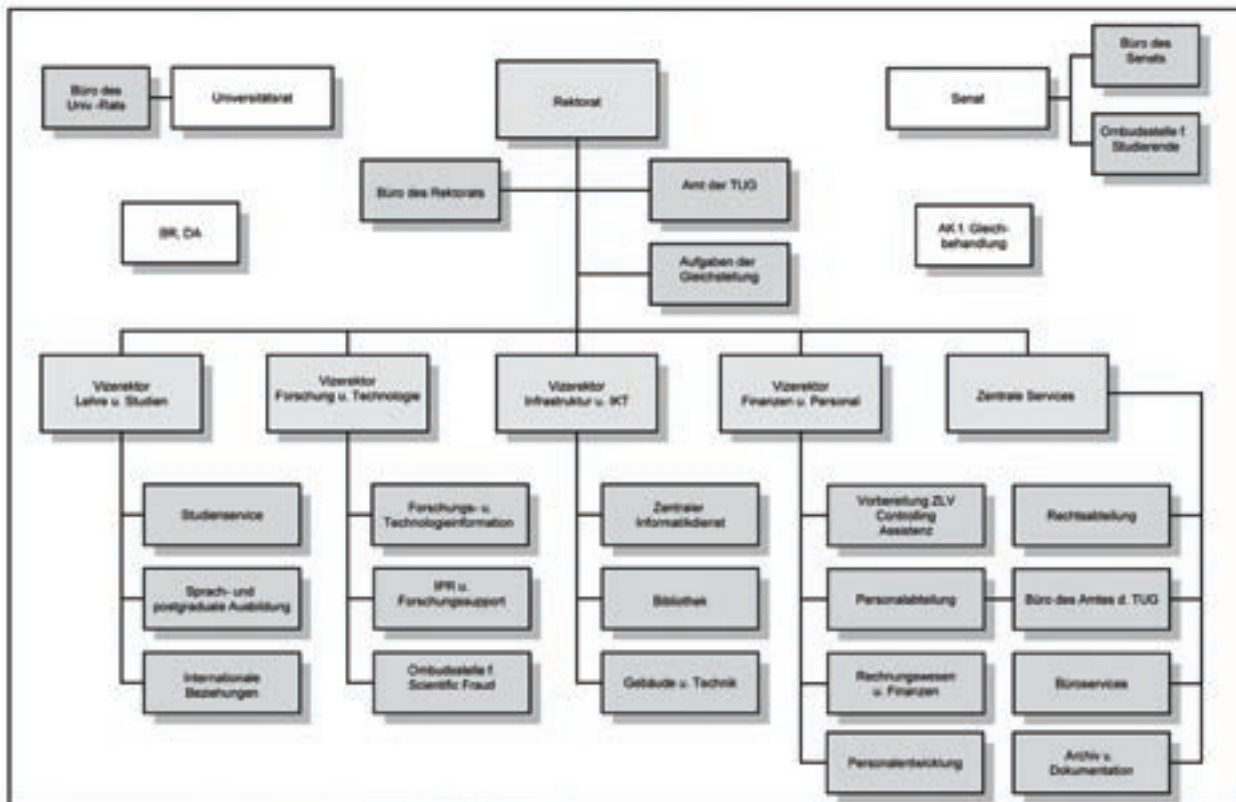 Büro des
Univ.-Rats
Universitätsrat
Rektorat
Senat
Büro des
Senats
Ombudsstelle f.
Studierende
Büro des Rektorats
Amt der TUG
BR, DA
AK f. Gleich-
behandlung
Aufgaben der
Gleichstellung
Vizerektor
Lehre u. Studien
Vizerektor
Forschung u. Technologie
Vizerektor
Infrastruktur u. IKT
Vizerektor
Finanzen u. Personal
Zentrale Services
Studienservice
Forschungs- u.
Technologieinformation
Zentraler
Informatikdienst
Vorbereitung ZLV
Controlling
Assistenz
Rechtsabteilung
Sprach- und
postgraduale Ausbildung
IPR u.
Forschungssupport
Bibliothek
Personalabteilung
Büro des Amtes d. TUG
Internationale
Beziehungen
Ombudsstelle f.
Scientific Fraud
Gebäude u. Technik
Rechnungswesen
u. Finanzen
Büroservices
Personalentwicklung
Archiv u.
Dokumentation